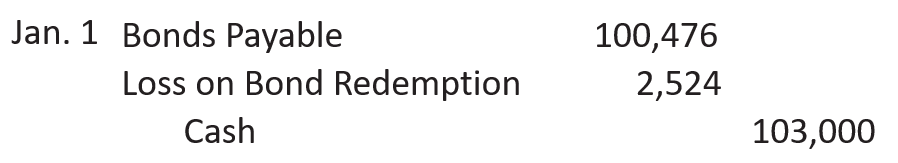 Jan. 1 Bonds Payable 100,476
Loss on Bond Redemption 2,524
Cash 103,000